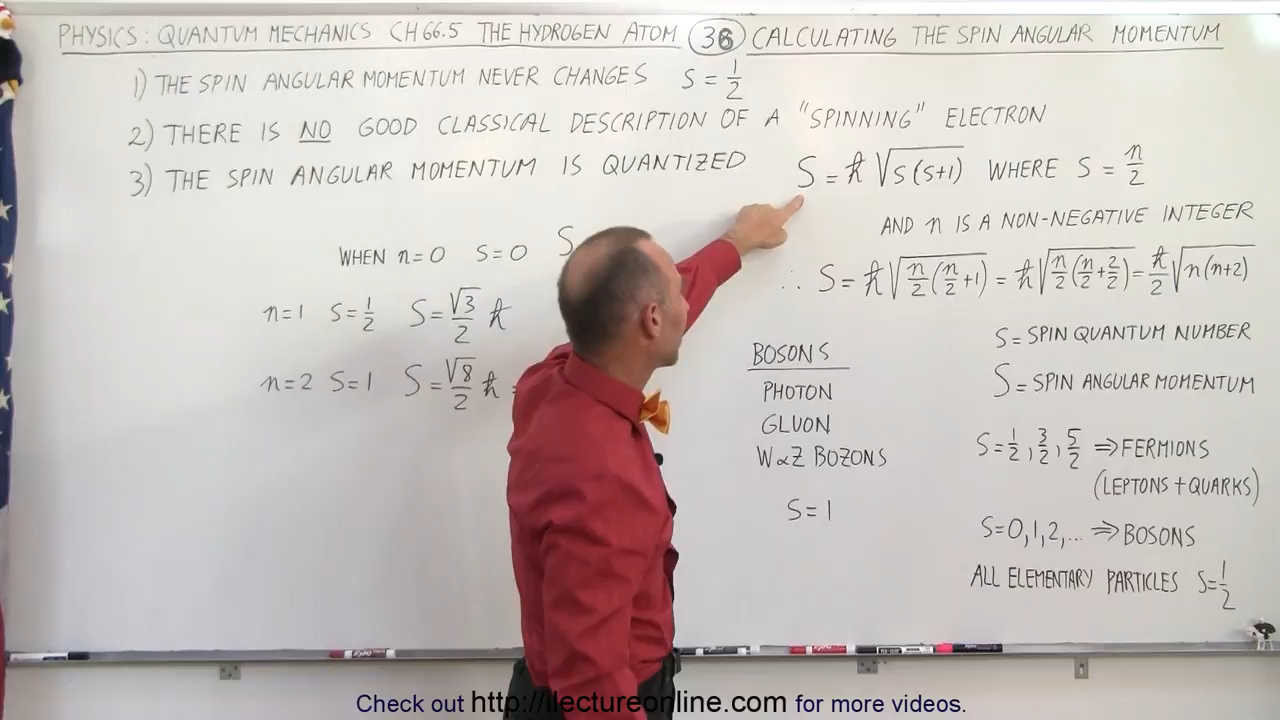 PHYSICS: QUANTUM MECHANICS CH 66.5 THE HYDROGEN ATOM 36 CALCULATING THE SPIN ANGULAR MOMENTUM
1) THE SPIN ANGULAR MOMENTUM NEVER CHANGES s = 1/2
2) THERE IS NO GOOD CLASSICAL DESCRIPTION OF A "SPINNING" ELECTRON
3) THE SPIN ANGULAR MOMENTUM IS QUANTIZED S = ħ √s(s+1) WHERE s = n/2
AND n IS A NON-NEGATIVE INTEGER
WHEN n=0 s=0 S
∴ S = ħ√n/2(n/2+1) = ħ√n/2(n/2+2/2) = ħ/2 √n(n+2)
n=1 s=1/2 S=√3/2 ħ
n=2 s=1 S=√8/2 ħ =
BOSONS
PHOTON
GLUON
W & Z BOZONS
s=1
s = SPIN QUANTUM NUMBER
S = SPIN ANGULAR MOMENTUM
s=1/2, 3/2, 5/2 ⇒ FERMIONS
(LEPTONS + QUARKS)
s=0,1,2,... ⇒ BOSONS
ALL ELEMENTARY PARTICLES s=1/2
Check out http://ilectureonline.com for more videos.